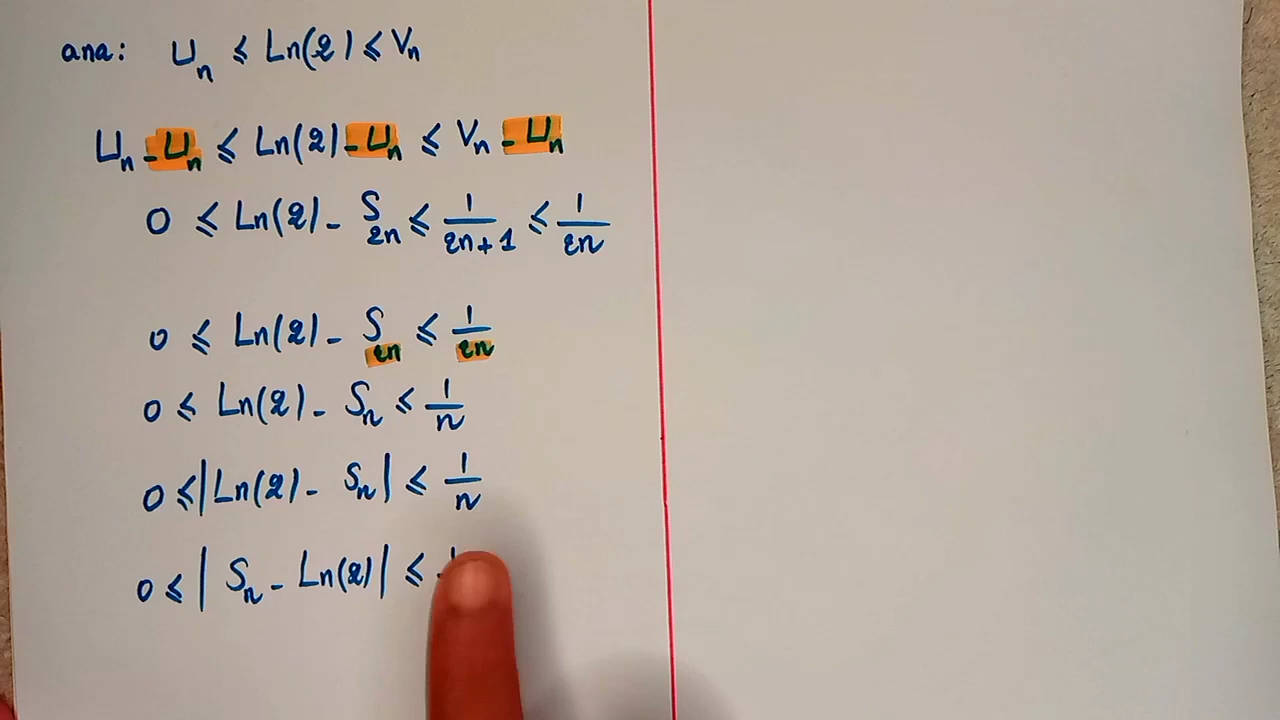 ana: Un ≤ Ln(2) ≤ Vn
Un - Un ≤ Ln(2) - Un ≤ Vn - Un
0 ≤ Ln(2) - S2n ≤ 1/2n+1 ≤ 1/2n
0 ≤ Ln(2) - S2n ≤ 1/2n
0 ≤ Ln(2) - Sn ≤ 1/n
0 ≤ |Ln(2) - Sn| ≤ 1/n
0 ≤ | Sn - Ln(2)| ≤